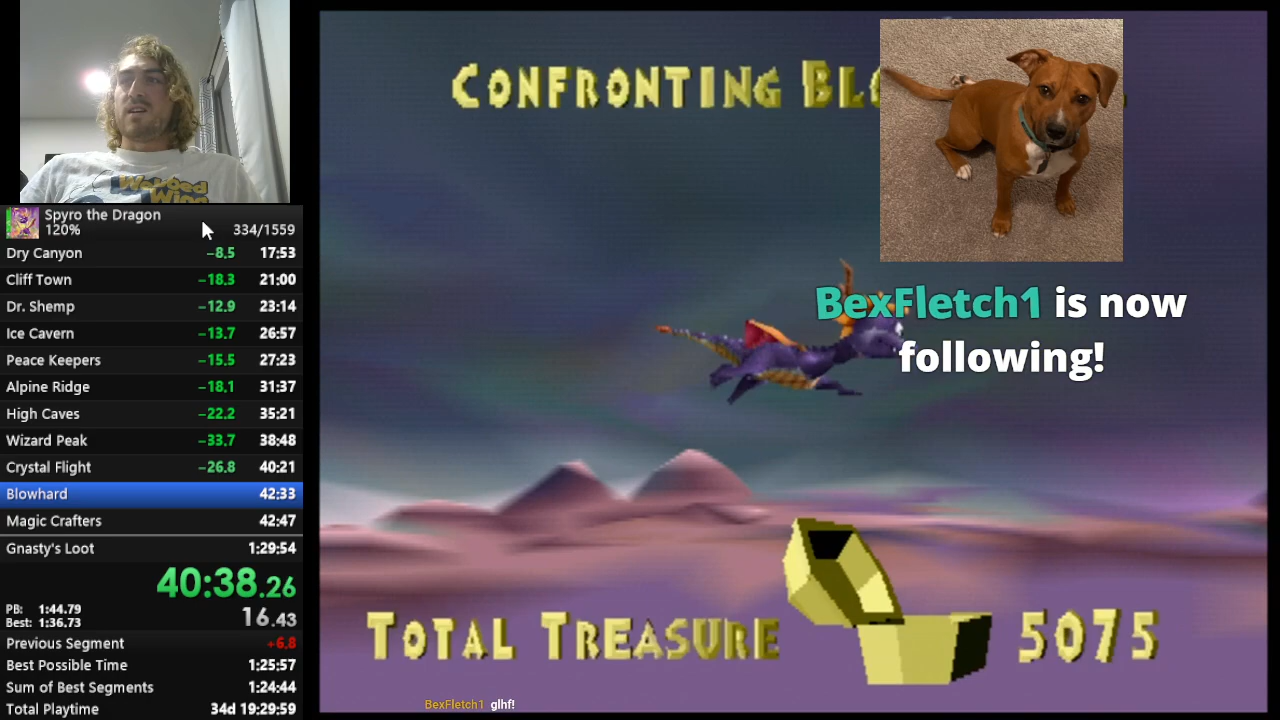 Spyro the Dragon
120% 334/1559
Dry Canyon -8.5 17:53
Cliff Town -18.3 21:00
Dr. Shemp -12.9 23:14
Ice Cavern -13.7 26:57
Peace Keepers -15.5 27:23
Alpine Ridge -18.1 31:37
High Caves -22.2 35:21
Wizard Peak -33.7 38:48
Crystal Flight -26.8 40:21
Blowhard 42:33
Magic Crafters 42:47
Gnasty's Loot 1:29:54
40:38.26
PB: 1:44.79
Best: 1:36.73
16.43
Previous Segment +6.8
Best Possible Time 1:25:57
Sum of Best Segments 1:24:44
Total Playtime 34d 19:29:59
CONFRONTING
BexFletch1 is now
following!
TOTAL TREASURE 5075
BexFletch1 glhf!